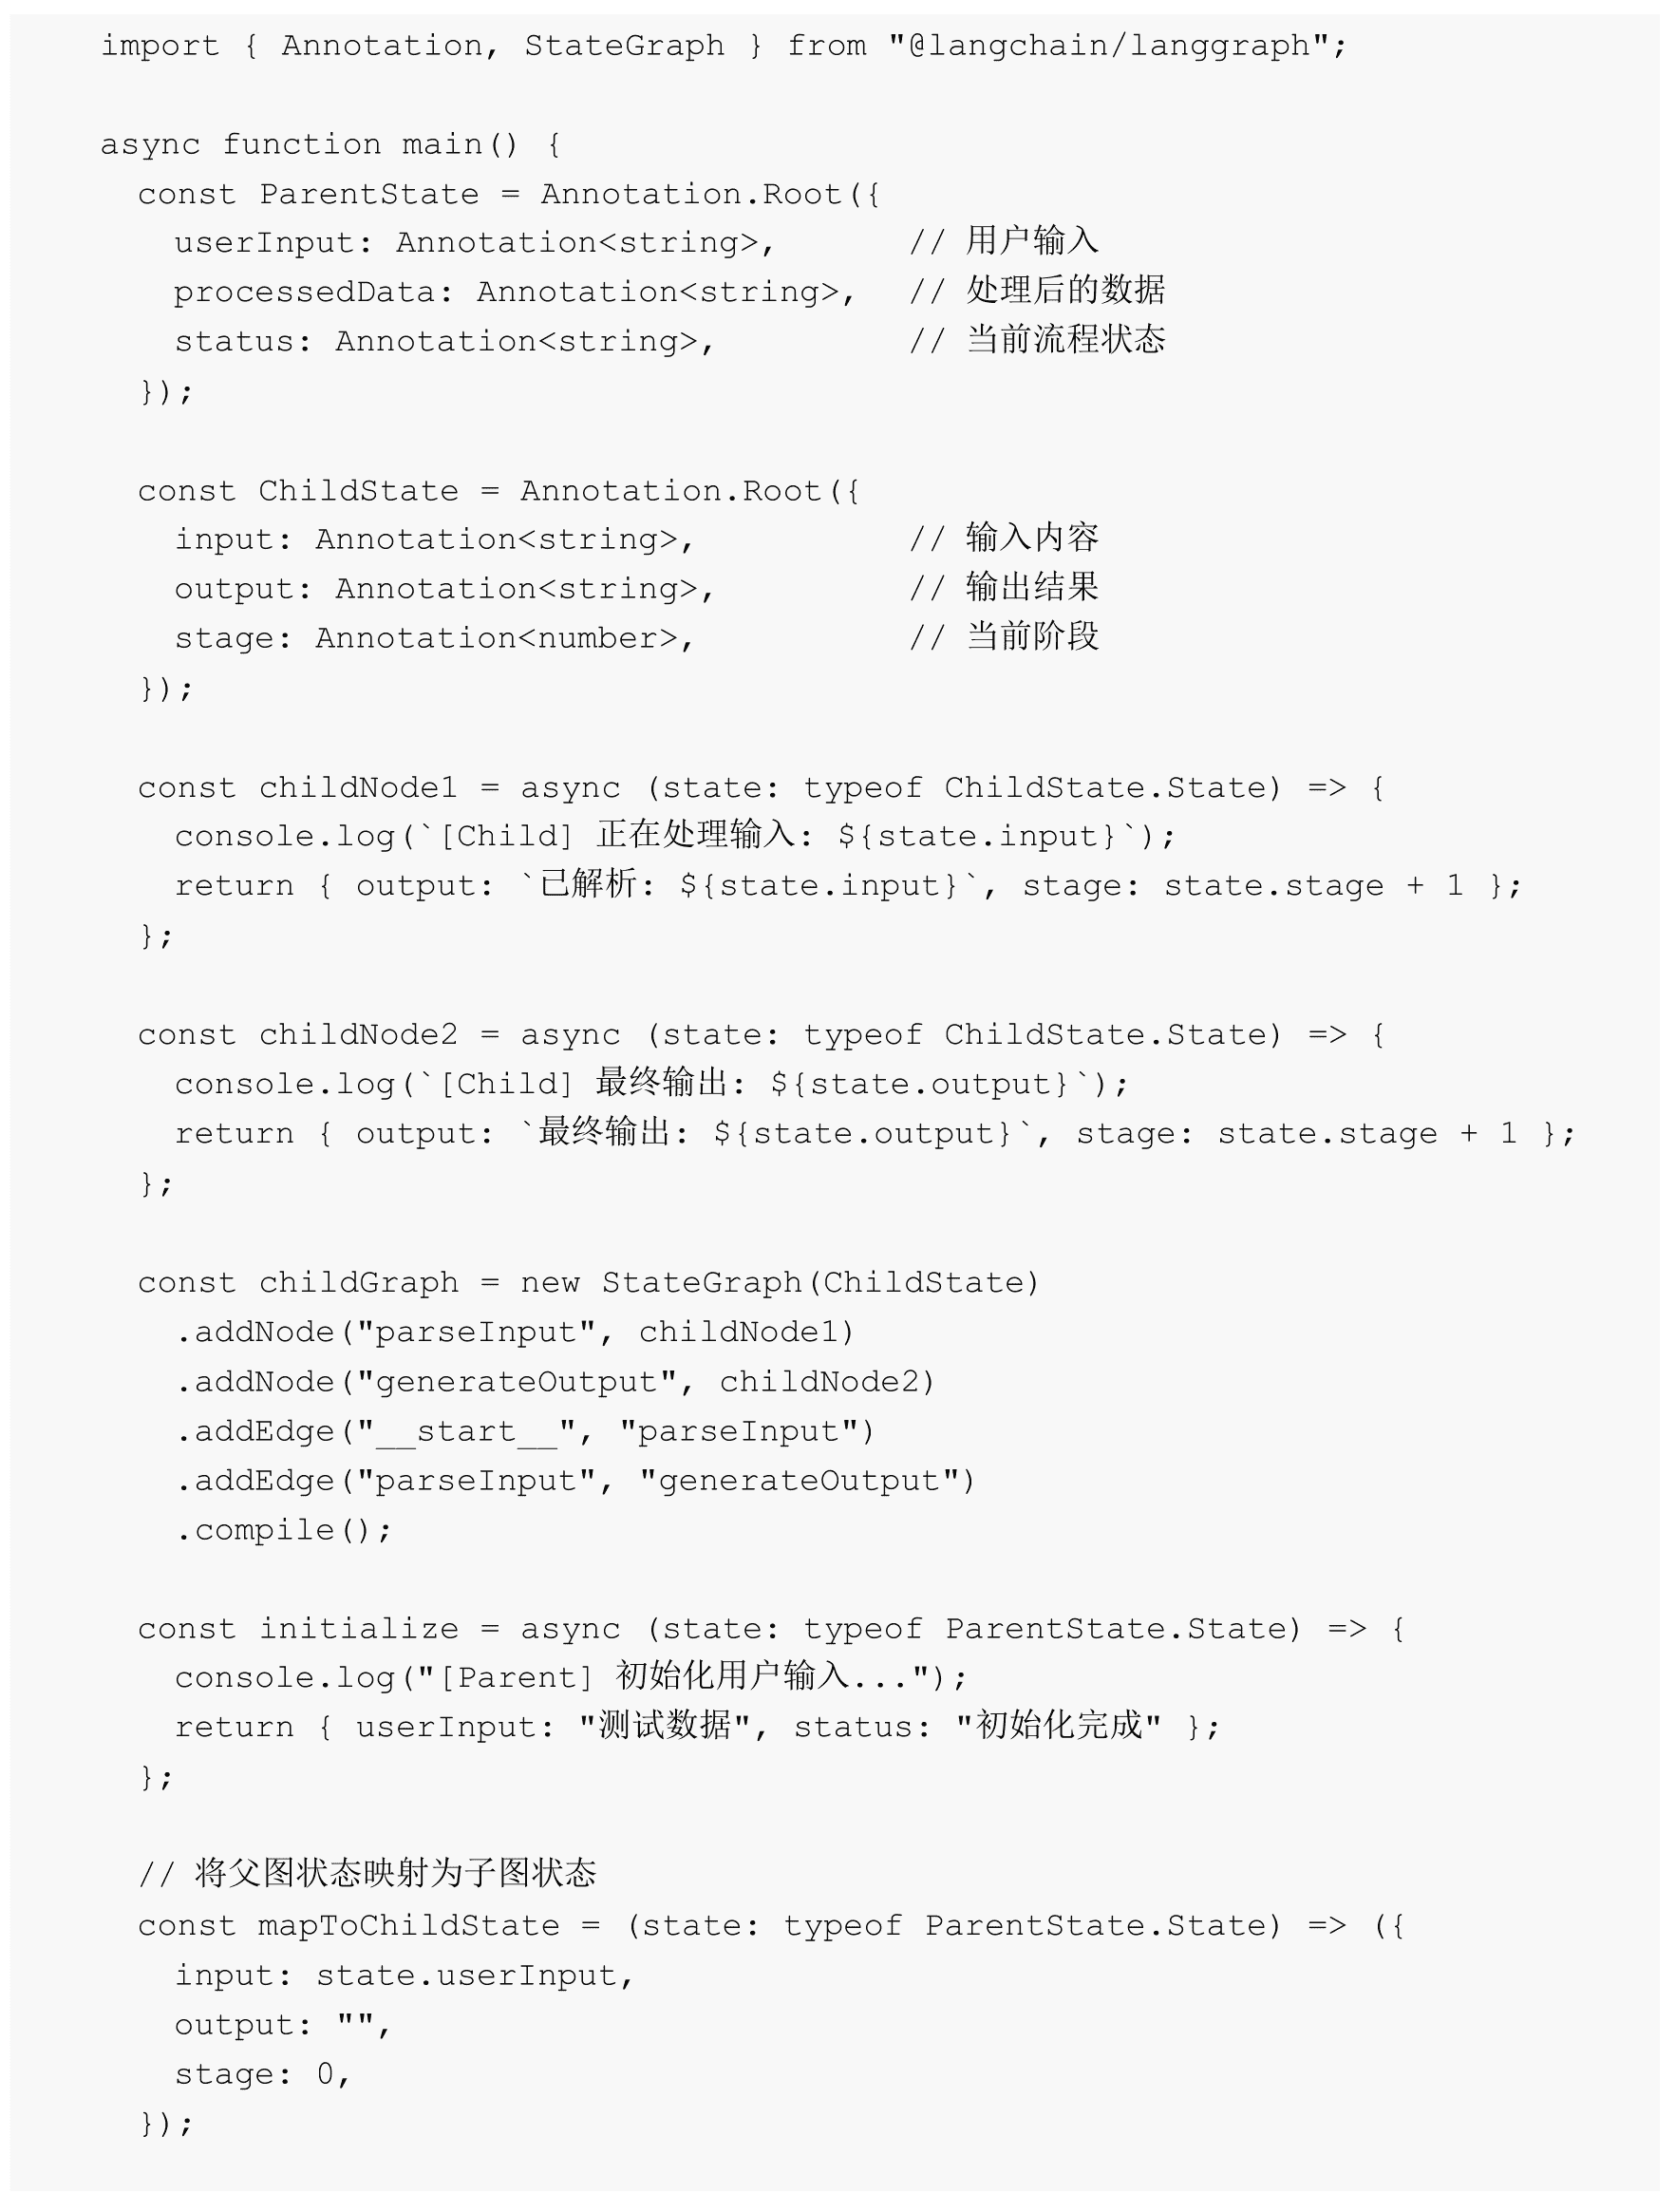 import { Annotation, StateGraph } from "@langchain/langgraph";
async function main() {
const ParentState = Annotation.Root({
userInput: Annotation<string>, // 用户输入
processedData: Annotation<string>, // 处理后的数据
status: Annotation<string>, // 当前流程状态
});
const ChildState = Annotation.Root({
input: Annotation<string>, // 输入内容
output: Annotation<string>, // 输出结果
stage: Annotation<number>, // 当前阶段
});
const childNode1 = async (state: typeof ChildState.State) => {
console.log(`[Child] 正在处理输入: ${state.input}`);
return { output: `已解析: ${state.input}`, stage: state.stage + 1 };
};
const childNode2 = async (state: typeof ChildState.State) => {
console.log(`[Child] 最终输出: ${state.output}`);
return { output: `最终输出: ${state.output}`, stage: state.stage + 1 };
};
const childGraph = new StateGraph(ChildState)
.addNode("parseInput", childNode1)
.addNode("generateOutput", childNode2)
.addEdge("__start__", "parseInput")
.addEdge("parseInput", "generateOutput")
.compile();
const initialize = async (state: typeof ParentState.State) => {
console.log("[Parent] 初始化用户输入...");
return { userInput: "测试数据", status: "初始化完成" };
};
// 将父图状态映射为子图状态
const mapToChildState = (state: typeof ParentState.State) => ({
input: state.userInput,
output: "",
stage: 0,
});